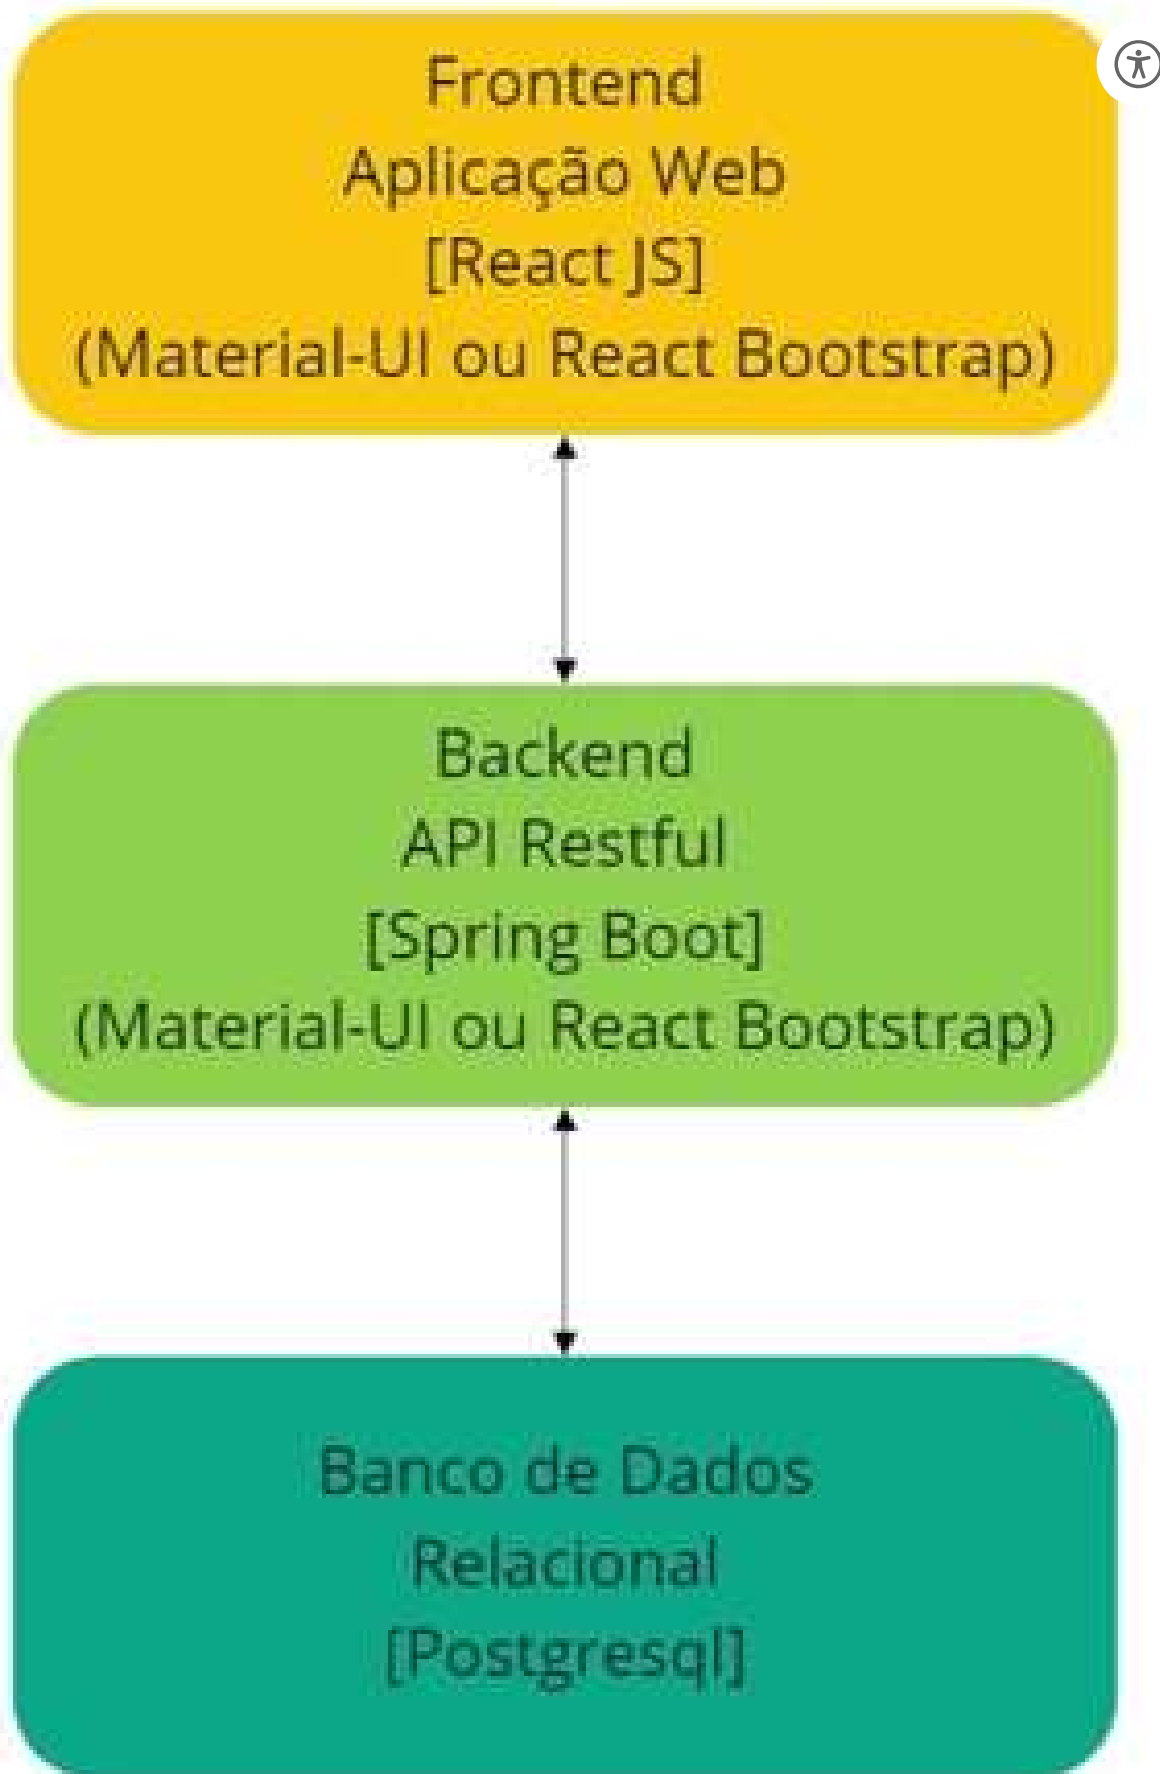 Frontend
Aplicação Web
[React JS]
(Material-UI ou React Bootstrap)
Backend
API Restful
[Spring Boot]
(Material-UI ou React Bootstrap)
Banco de Dados
Relacional
[Postgresql]